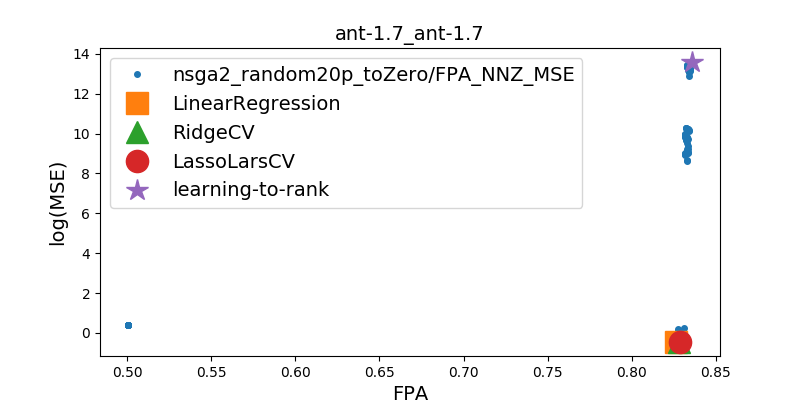 ant-1.7_ant-1.7
14
12
10
8
6
4
2
0
log(MSE)
nsga2_random20p_toZero/FPA_NNZ_MSE
LinearRegression
RidgeCV
LassoLarsCV
learning-to-rank
0.50 0.55 0.60 0.65 0.70 0.75 0.80 0.85
FPA